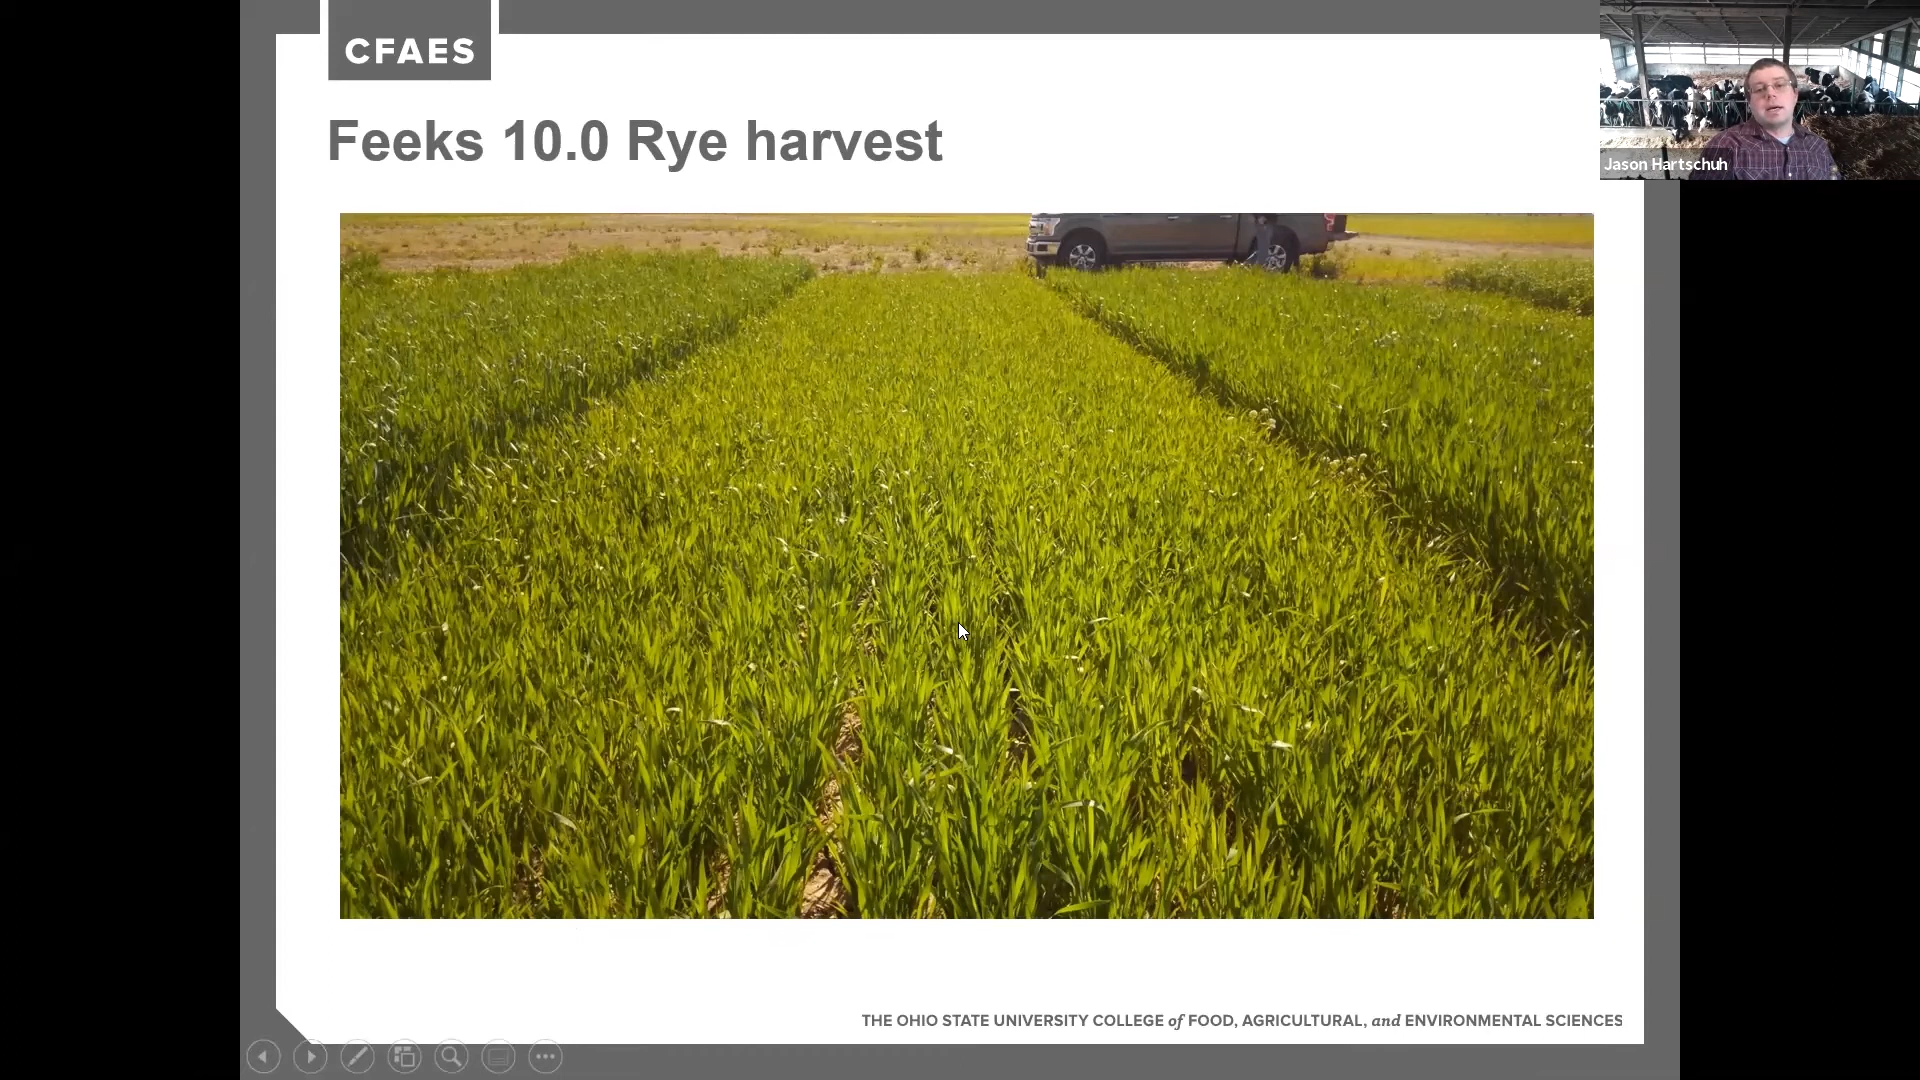 CFAES
Feeks 10.0 Rye harvest
Jason Hartschuh
THE OHIO STATE UNIVERSITY COLLEGE of FOOD, AGRICULTURAL, and ENVIRONMENTAL SCIENCES